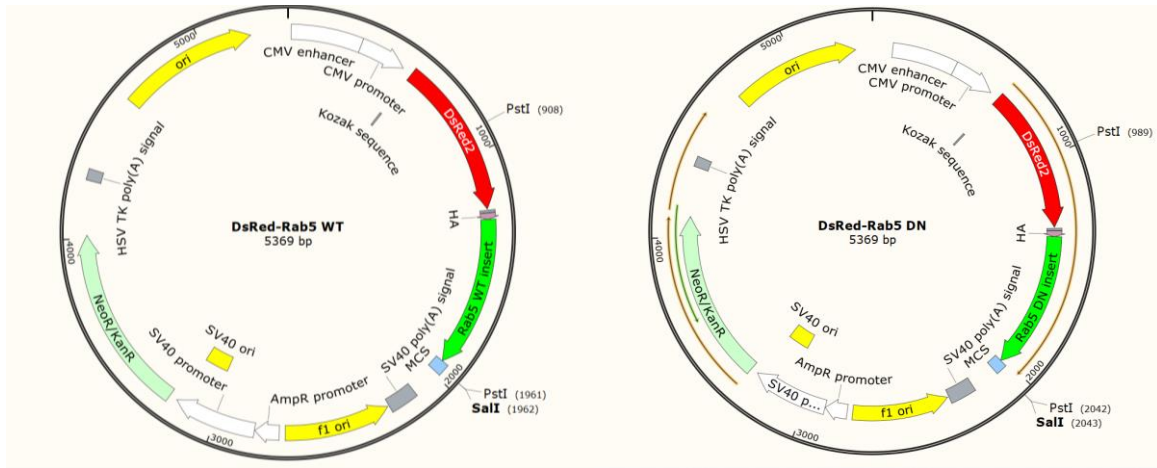 5000
ori
CMV enhancer
CMV promoter
Kozak sequence
DsRed2
1000
PstI (908)
HSV TK poly(A) signal
HA
DsRed-Rab5 WT
5369 bp
4000
NeoR/KanR
Rab5 WT insert
SV40 poly(A) signal
MCS
SV40 ori
SV40 promoter
AmpR promoter
2000
PstI (1961)
SalI (1962)
f1 ori
3000
5000
ori
CMV enhancer
CMV promoter
Kozak sequence
DsRed2
1000
PstI (989)
HSV TK poly(A) signal
HA
DsRed-Rab5 DN
5369 bp
4000
NeoR/KanR
Rab5 DN insert
SV40 poly(A) signal
MCS
SV40 ori
AmpR promoter
SV40 p...
2000
PstI (2042)
SalI (2043)
f1 ori
3000